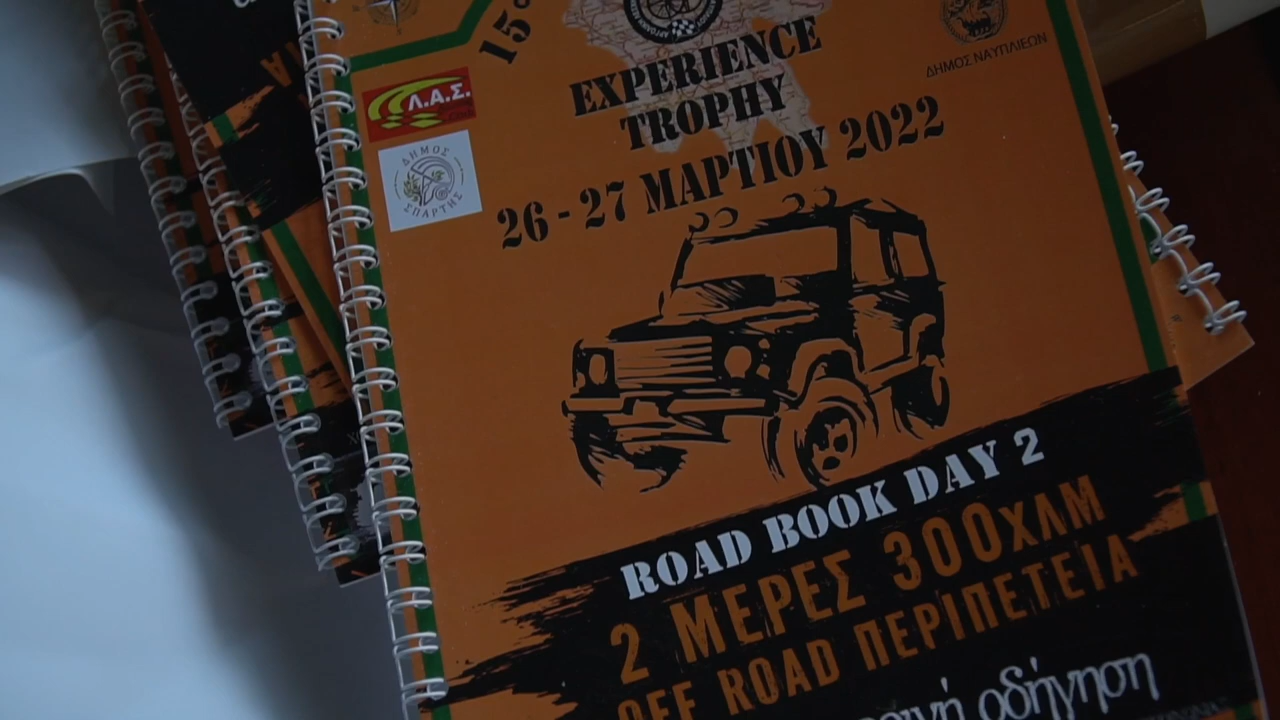 15ο
EXPERIENCE
TROPHY
26 - 27 ΜΑΡΤΙΟΥ 2022
ΔΗΜΟΣ ΝΑΥΠΛΙΕΩΝ
Λ.Α.Σ.
ΔΗΜΟΣ
ΣΠΑΡΤΗΣ
ROAD BOOK DAY 2
2 ΜΕΡΕΣ 300ΧΛΜ
OFF ROAD ΠΕΡΙΠΕΤΕΙΑ
οδήγηση